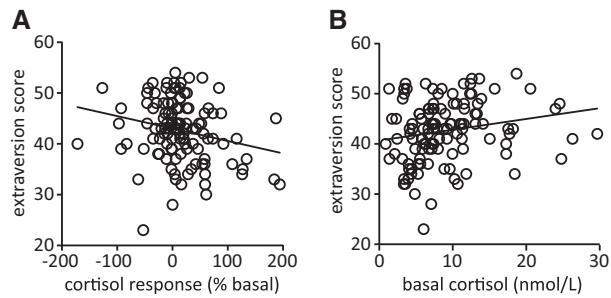 A
60
50
40
30
20
extraversion score
-200 -100 0 100 200
cortisol response (% basal)
B
60
50
40
30
20
extraversion score
0 10 20 30
basal cortisol (nmol/L)